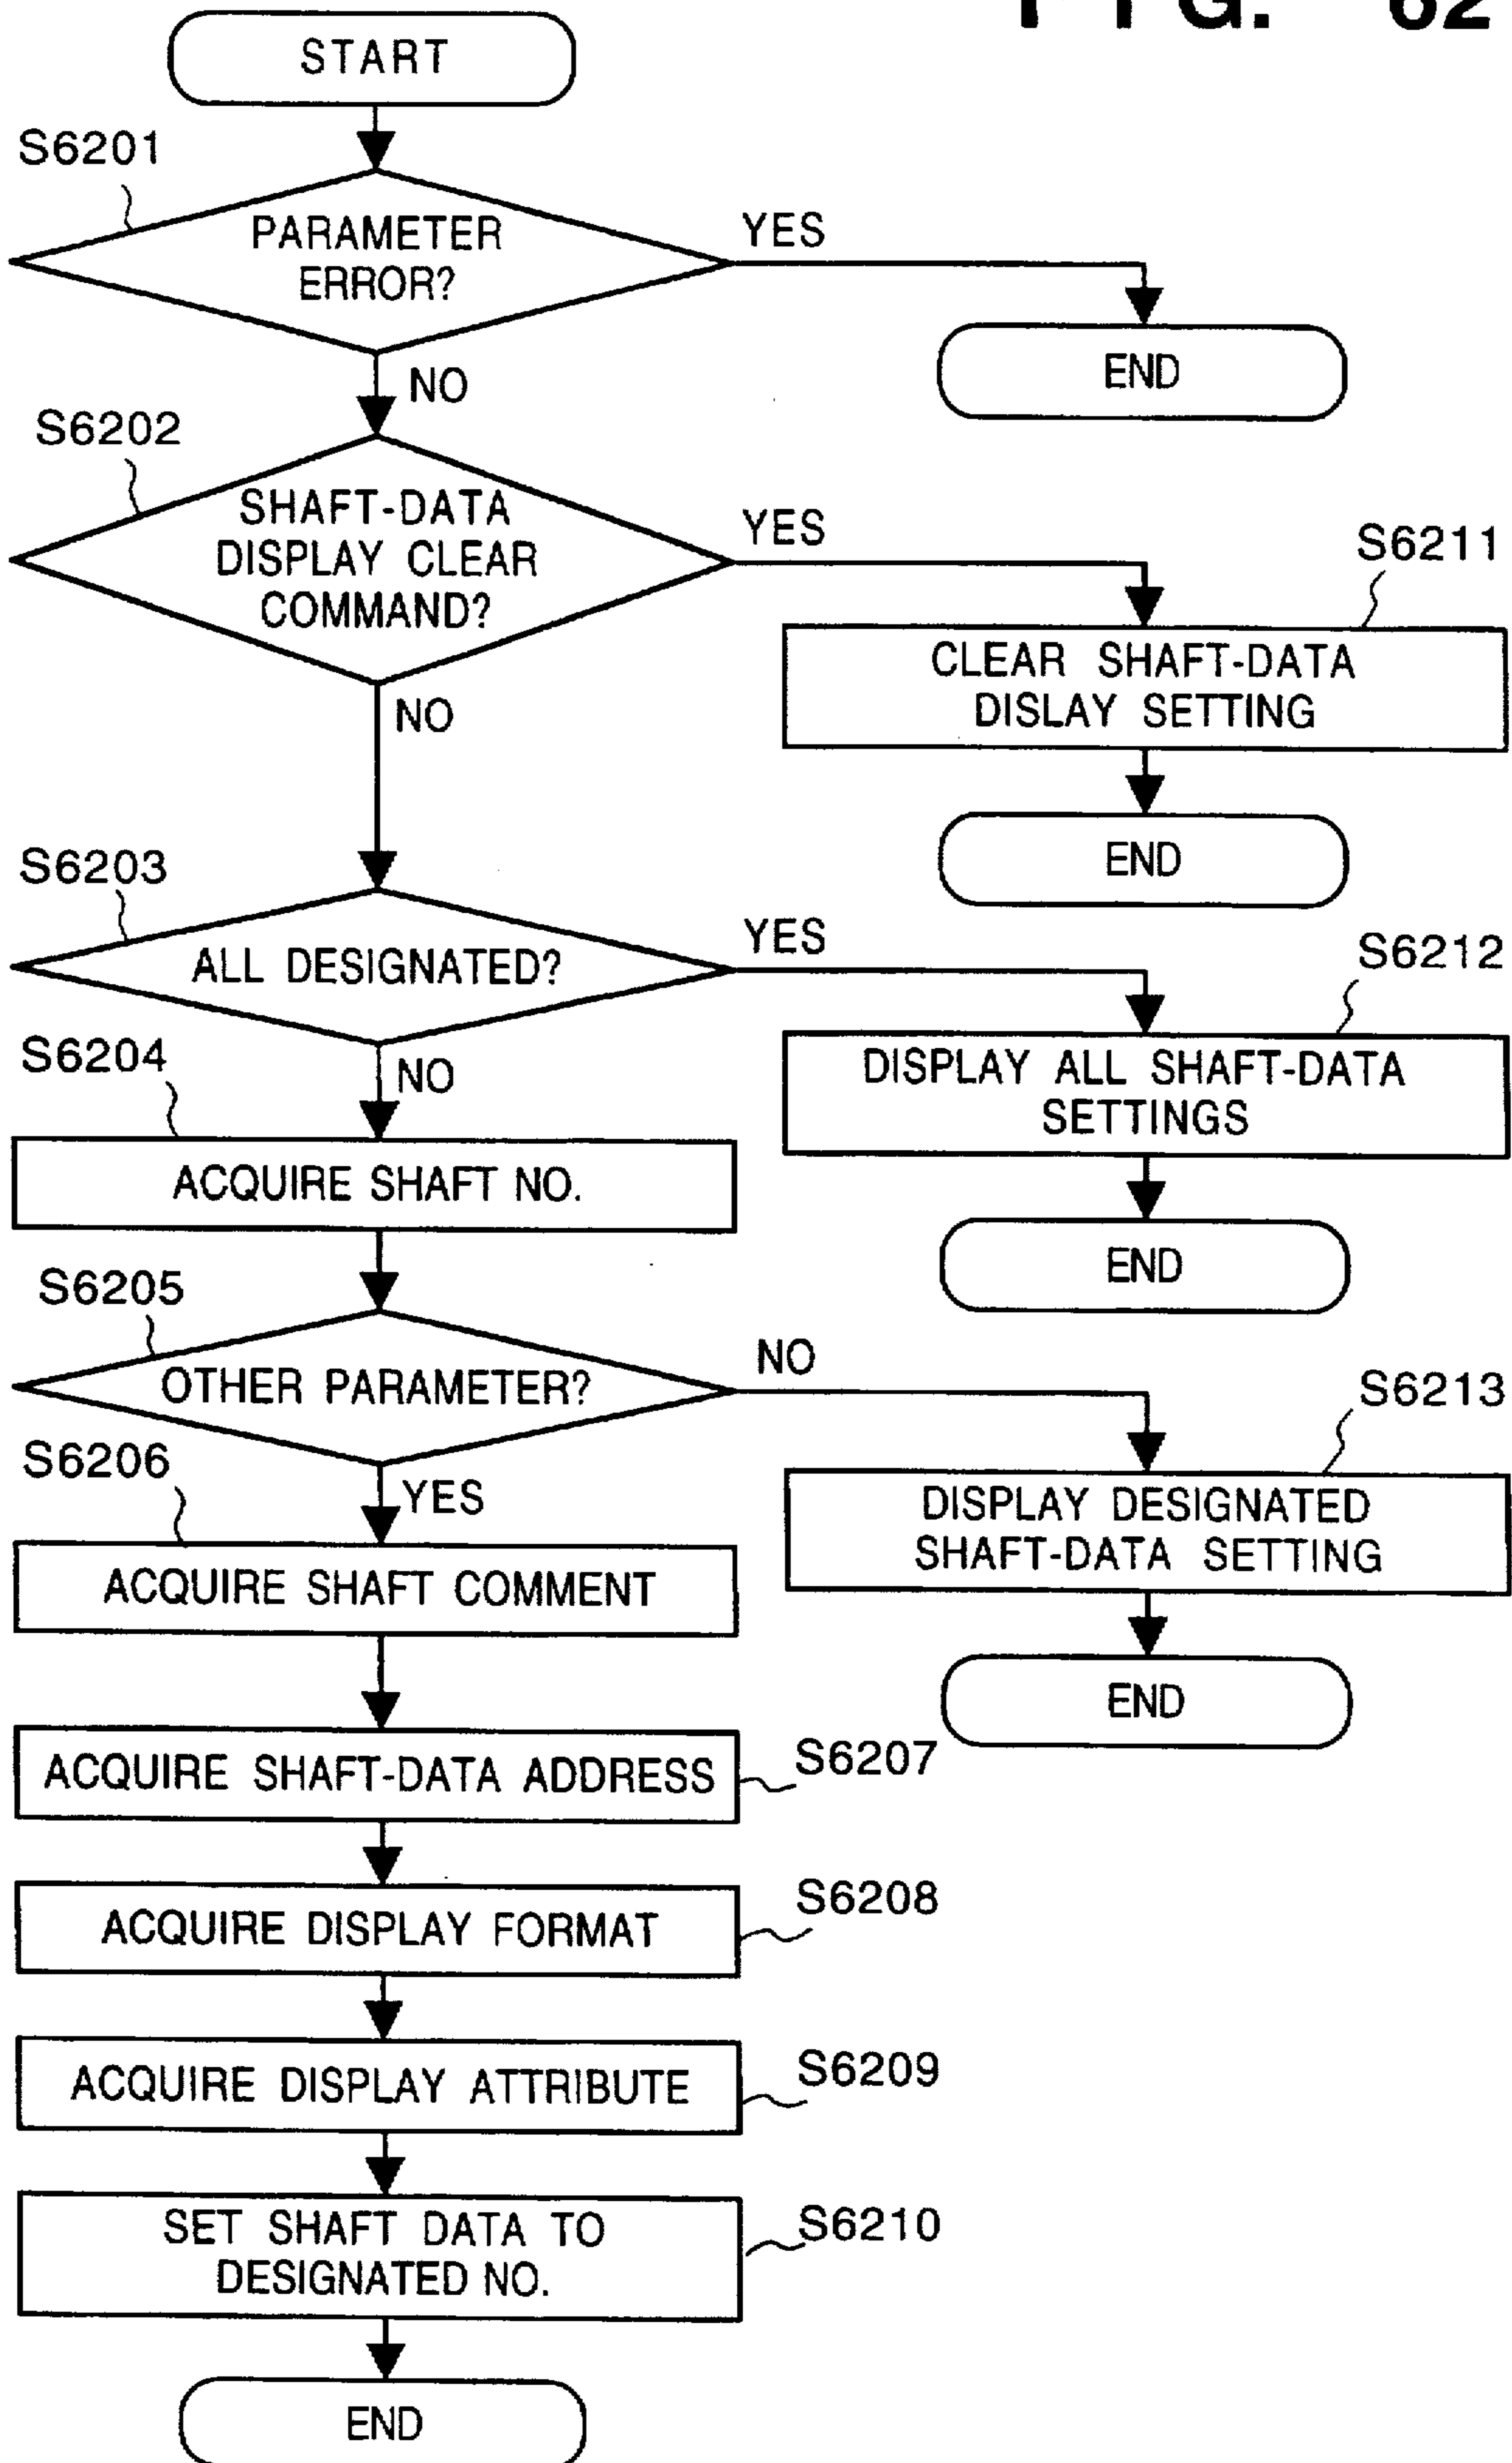 FIG. 62
START
S6201
PARAMETER
ERROR?
YES
END
NO
S6202
SHAFT-DATA
DISPLAY CLEAR
COMMAND?
YES
S6211
CLEAR SHAFT-DATA
DISLAY SETTING
NO
END
S6203
ALL DESIGNATED?
YES
S6212
DISPLAY ALL SHAFT-DATA
SETTINGS
END
S6204
NO
ACQUIRE SHAFT NO.
S6205
OTHER PARAMETER?
NO
S6213
DISPLAY DESIGNATED
SHAFT-DATA SETTING
END
S6206
YES
ACQUIRE SHAFT COMMENT
ACQUIRE SHAFT-DATA ADDRESS
S6207
ACQUIRE DISPLAY FORMAT
S6208
ACQUIRE DISPLAY ATTRIBUTE
S6209
SET SHAFT DATA TO
DESIGNATED NO.
S6210
END